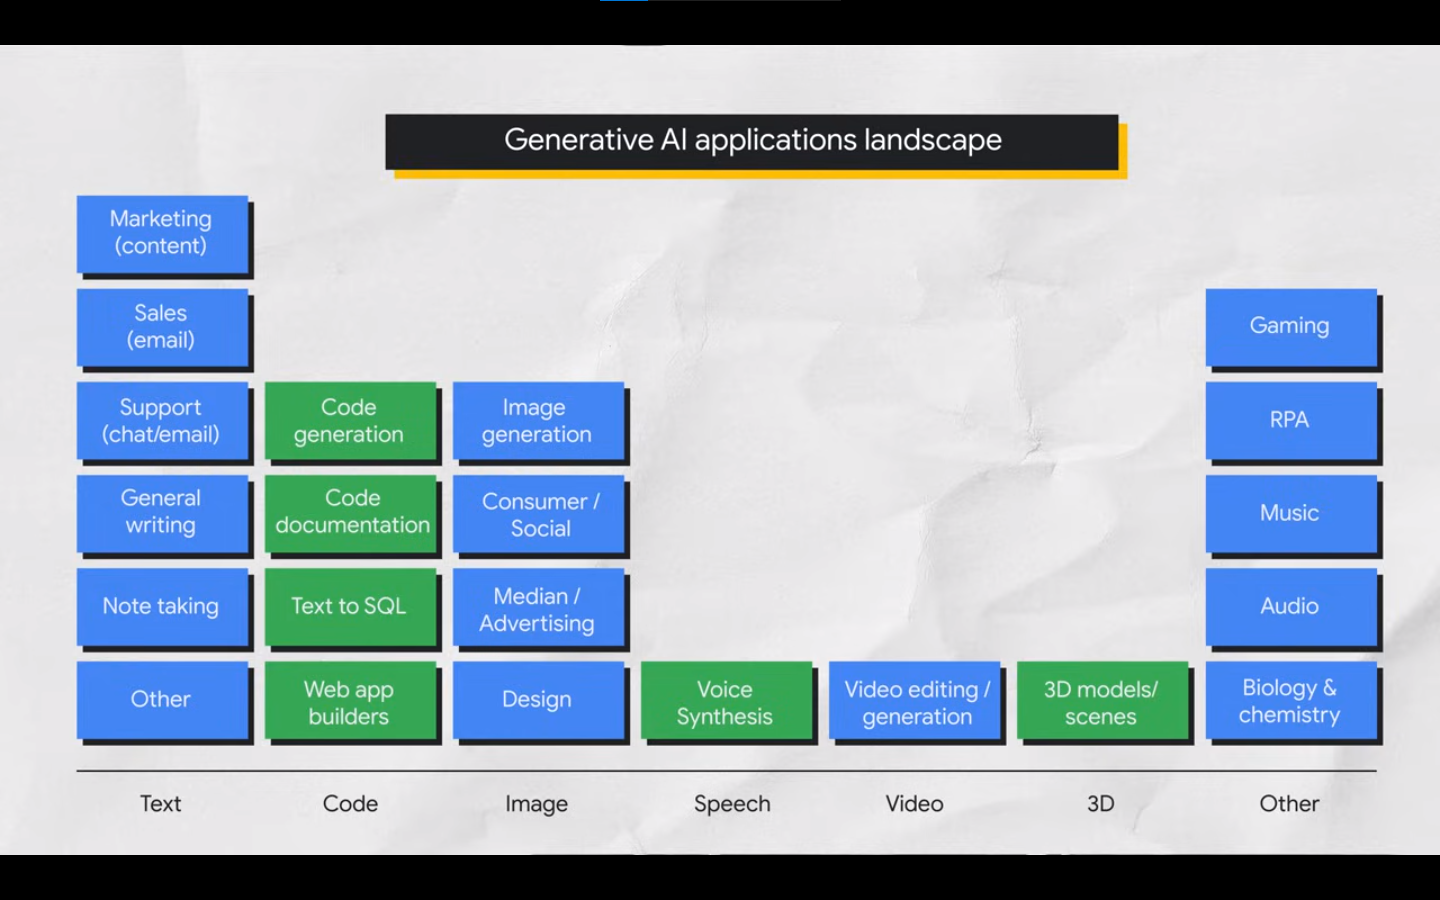 Generative AI applications landscape
Marketing
(content)
Sales
(email)
Support
(chat/email)
General
writing
Note taking
Other
Code
generation
Code
documentation
Text to SQL
Web app
builders
Image
generation
Consumer /
Social
Median /
Advertising
Design
Voice
Synthesis
Video editing /
generation
3D models/
scenes
Gaming
RPA
Music
Audio
Biology &
chemistry
Text
Code
Image
Speech
Video
3D
Other